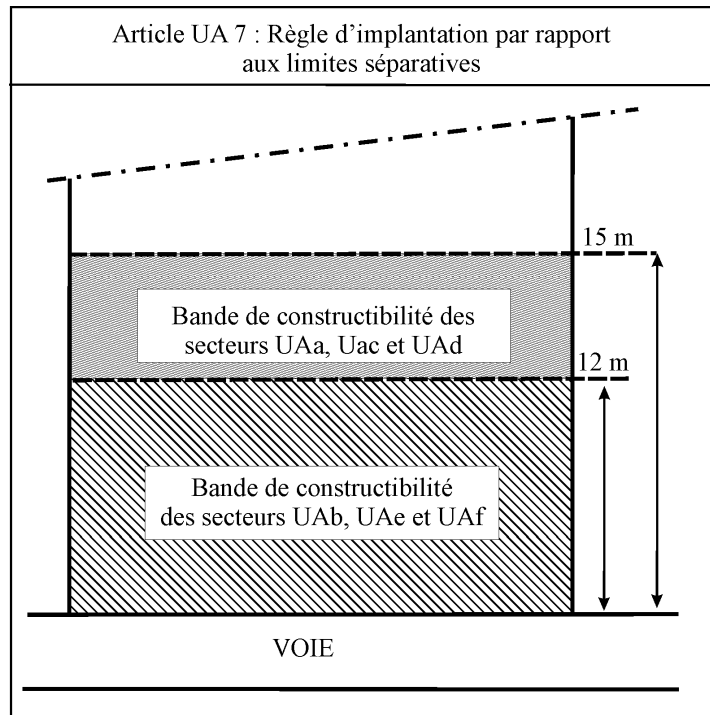 Article UA 7 : Règle d’implantation par rapport
aux limites séparatives
15 m
Bande de constructibilité des
secteurs UAa, Uac et UAd
12 m
Bande de constructibilité
des secteurs UAb, UAe et UAf
VOIE